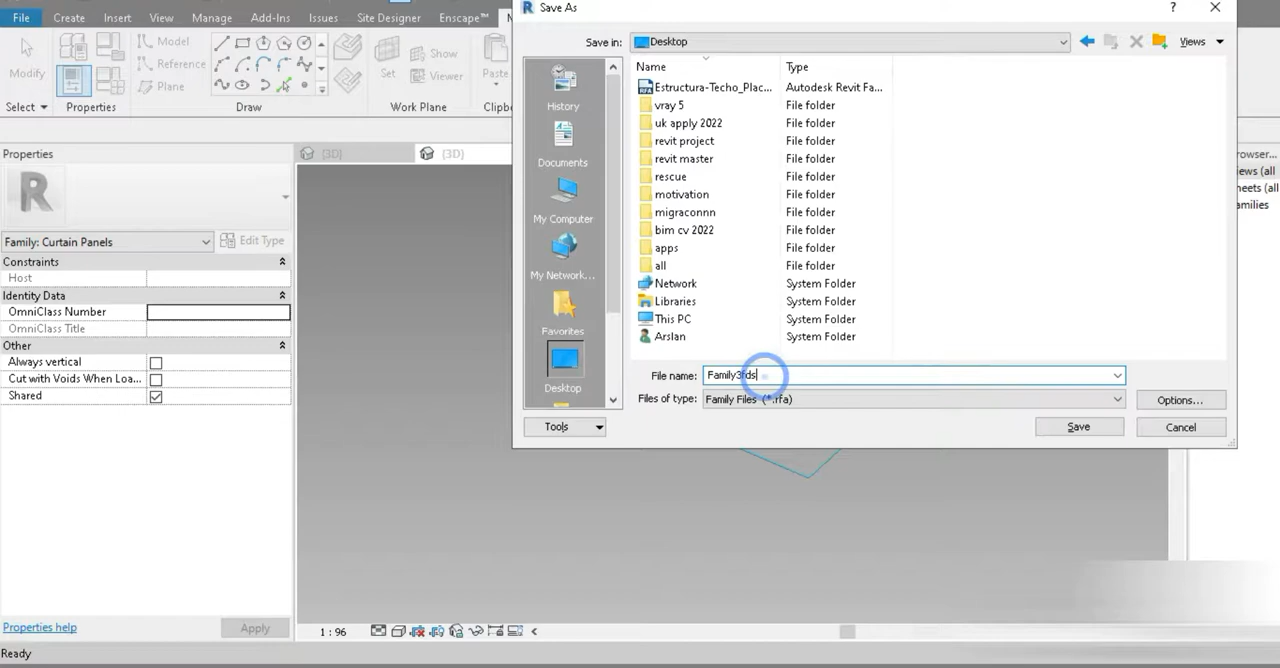 File Create Insert View Manage Add-Ins Issues Site Designer Enscape™
Modify
Select
Properties
Model
Reference
Plane
Draw
Set
Show
Viewer
Work Plane
Paste
Clipb
Properties
R
Family: Curtain Panels
Edit Type
Constraints
Host
Identity Data
OmniClass Number
OmniClass Title
Other
Always vertical
Cut with Voids When Loa...
Shared
Properties help
Apply
Ready
{3D}
{3D}
1 : 96
R Save As
?
Save in:
Desktop
Views
History
Documents
My Computer
My Network...
Favorites
Desktop
Tools
Name Type
Estructura-Techo_Plac... Autodesk Revit Fa...
vray 5 File folder
uk apply 2022 File folder
revit project File folder
revit master File folder
rescue File folder
motivation File folder
migraconnn File folder
bim cv 2022 File folder
apps File folder
all File folder
Network System Folder
Libraries System Folder
This PC System Folder
Arslan System Folder
File name: Family3fds
Files of type: Family Files (*.rfa)
Options...
Save
Cancel
rowser...
iews (all
heets (all
amilies